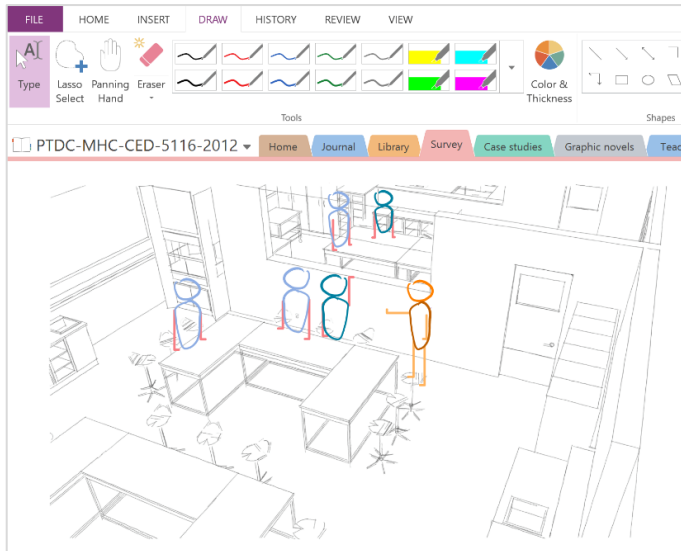 FILE HOME INSERT DRAW HISTORY REVIEW VIEW
Type Lasso Select Panning Hand Eraser Color & Thickness
Tools Shapes
PTDC-MHC-CED-5116-2012 Home Journal Library Survey Case studies Graphic novels Teac